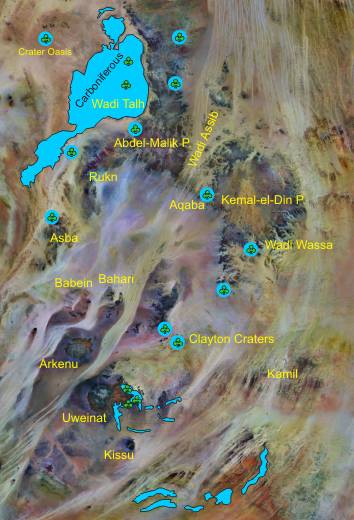 Crater Oasis
Carboniferous
Wadi Talh
Abdel-Malik P.
Wadi Assib
Rukn
Aqaba
Kemal-el-Din P.
Asba
Wadi Wassa
Babein
Bahari
Clayton Craters
Arkenu
Kamil
Uweinat
Kissu